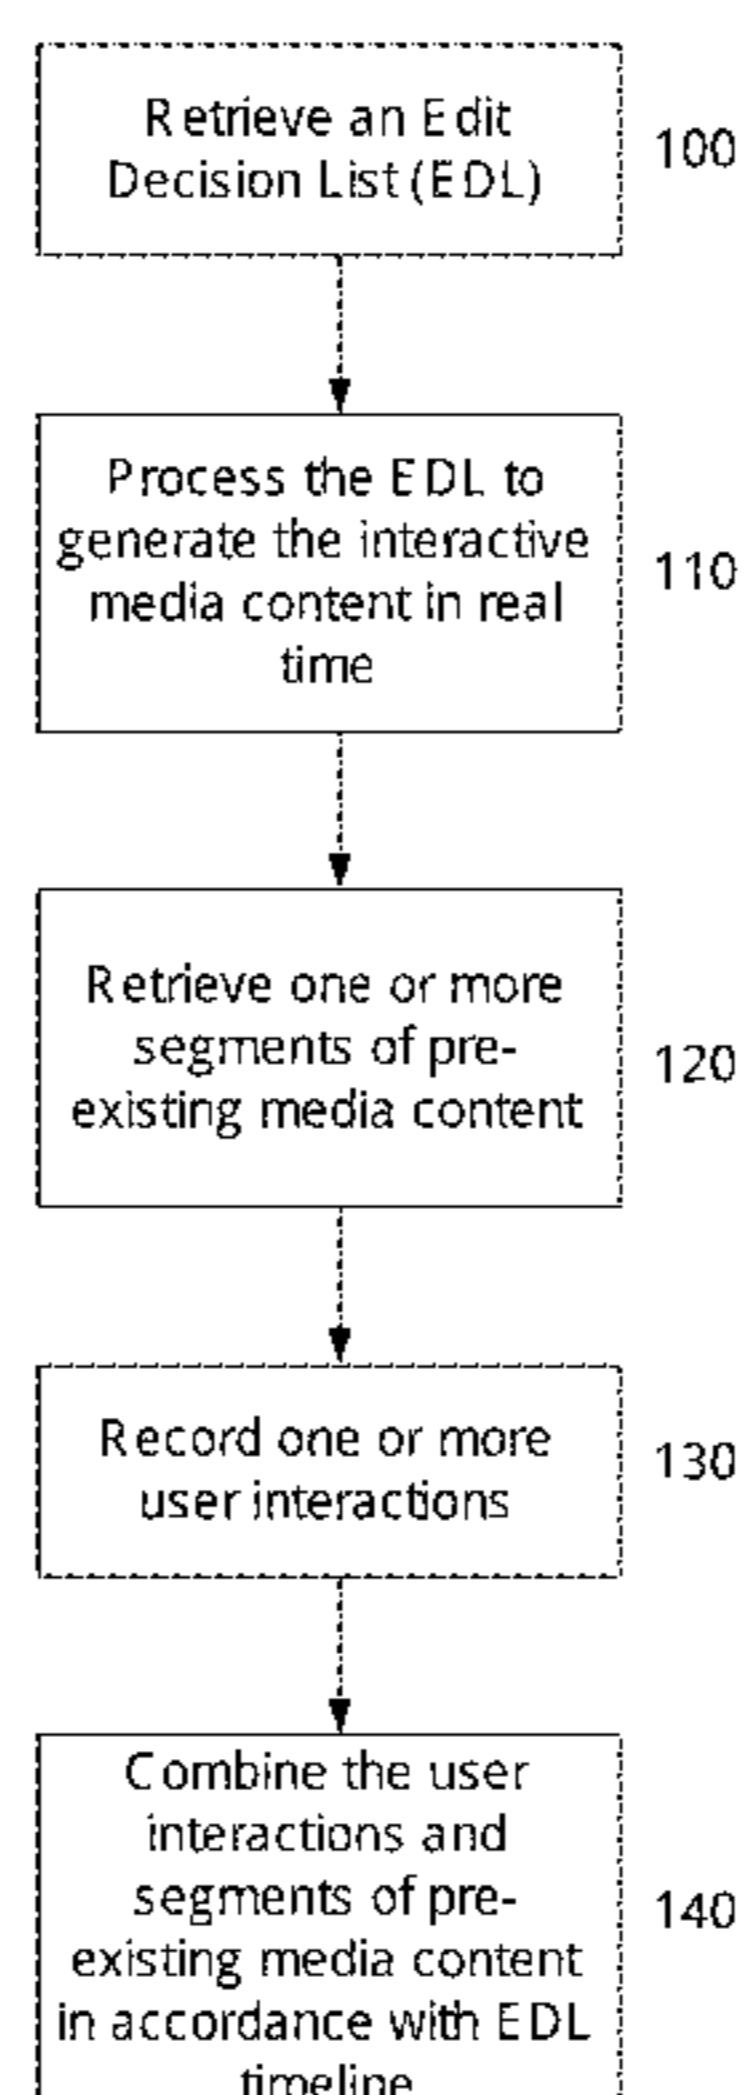 Retrieve an Edit
Decision List (EDL)
100
Process the EDL to
generate the interactive
media content in real
time
110
Retrieve one or more
segments of pre-
existing media content
120
Record one or more
user interactions
130
Combine the user
interactions and
segments of pre-
existing media content
in accordance with EDL
timeline
140